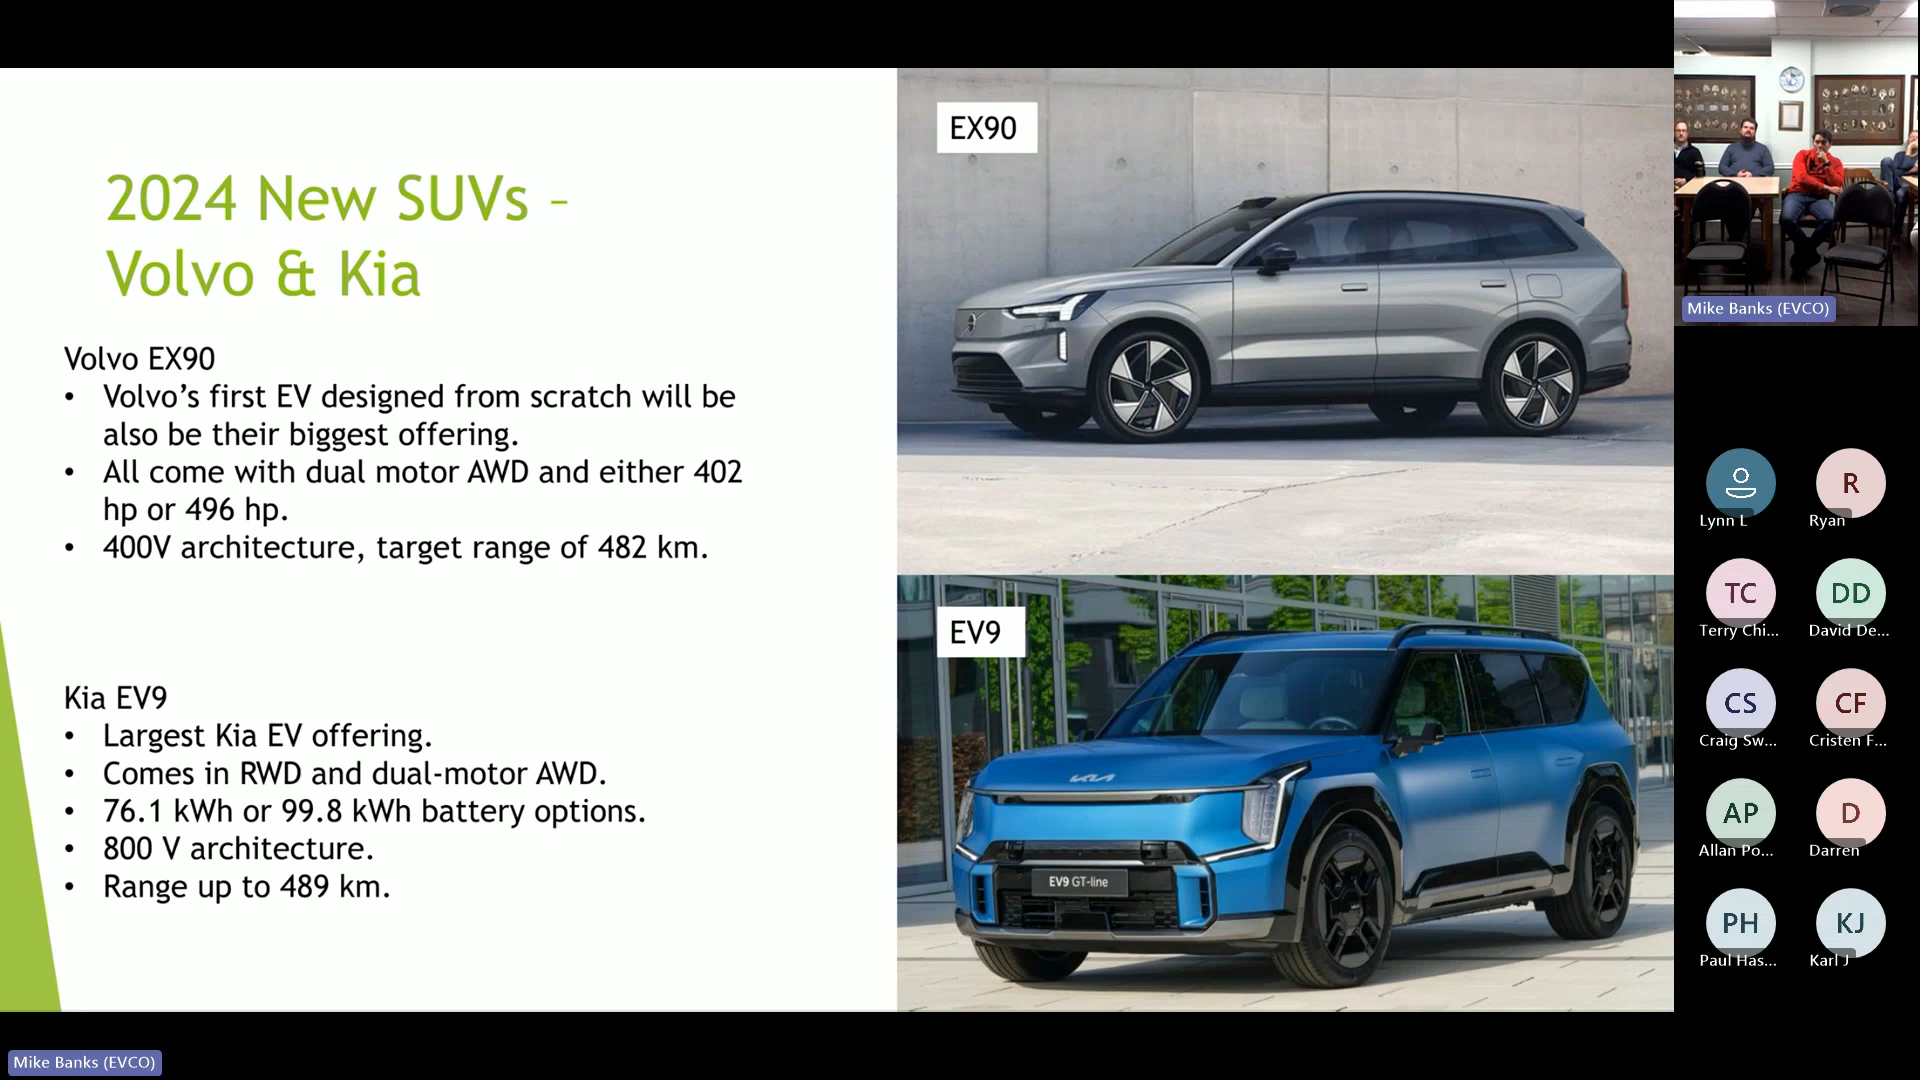 2024 New SUVs –
Volvo & Kia
Volvo EX90
• Volvo’s first EV designed from scratch will be
also be their biggest offering.
• All come with dual motor AWD and either 402
hp or 496 hp.
• 400V architecture, target range of 482 km.
Kia EV9
• Largest Kia EV offering.
• Comes in RWD and dual-motor AWD.
• 76.1 kWh or 99.8 kWh battery options.
• 800 V architecture.
• Range up to 489 km.
EX90
EV9
KIA
EV9 GT-line
Mike Banks (EVCO)
Lynn L
R
Ryan
TC
Terry Chi...
DD
David De...
CS
Craig Sw...
CF
Cristen F...
AP
Allan Po...
D
Darren
PH
Paul Has...
KJ
Karl J
Mike Banks (EVCO)